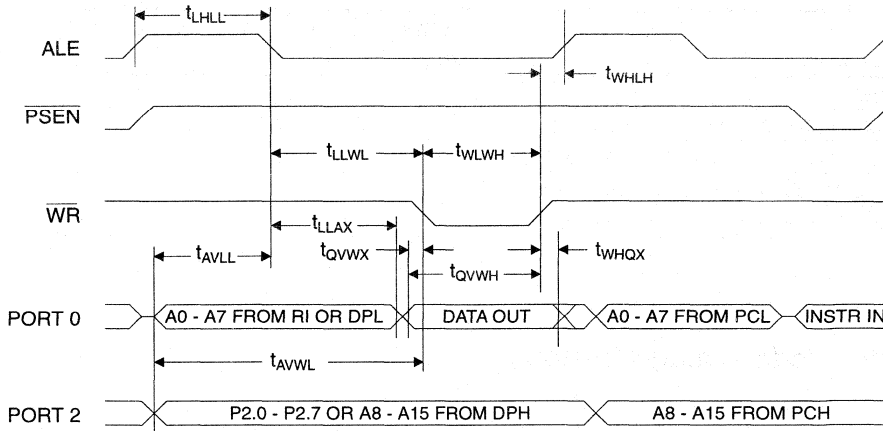 tLHLL
ALE
tWHLH
PSEN
tLLWL
tWLWH
WR
tLLAX
tAVLL
tQVWX
tWHQX
tQVWH
PORT 0
A0 - A7 FROM RI OR DPL
DATA OUT
A0 - A7 FROM PCL
INSTR IN
tAVWL
PORT 2
P2.0 - P2.7 OR A8 - A15 FROM DPH
A8 - A15 FROM PCH